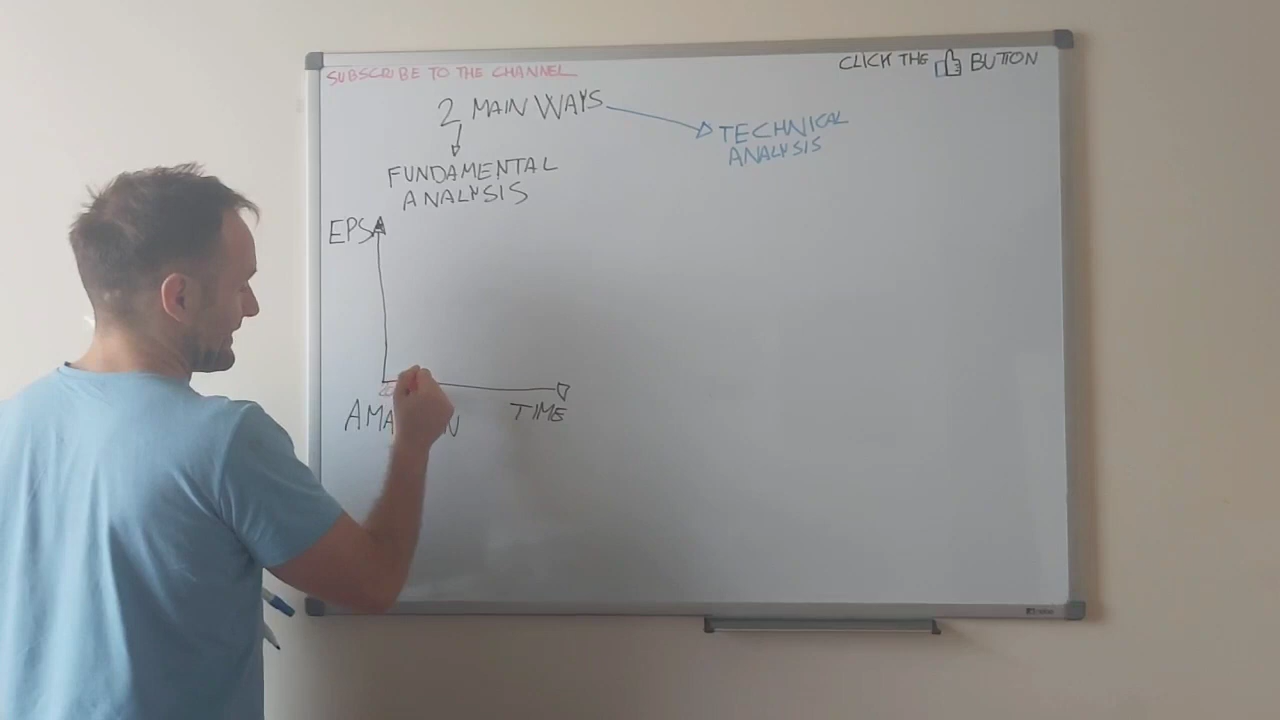 SUBSCRIBE TO THE CHANNEL
CLICK THE BUTTON
2 MAIN WAYS
TECHNICAL
ANALYSIS
FUNDAMENTAL
ANALYSIS
EPS
TIME